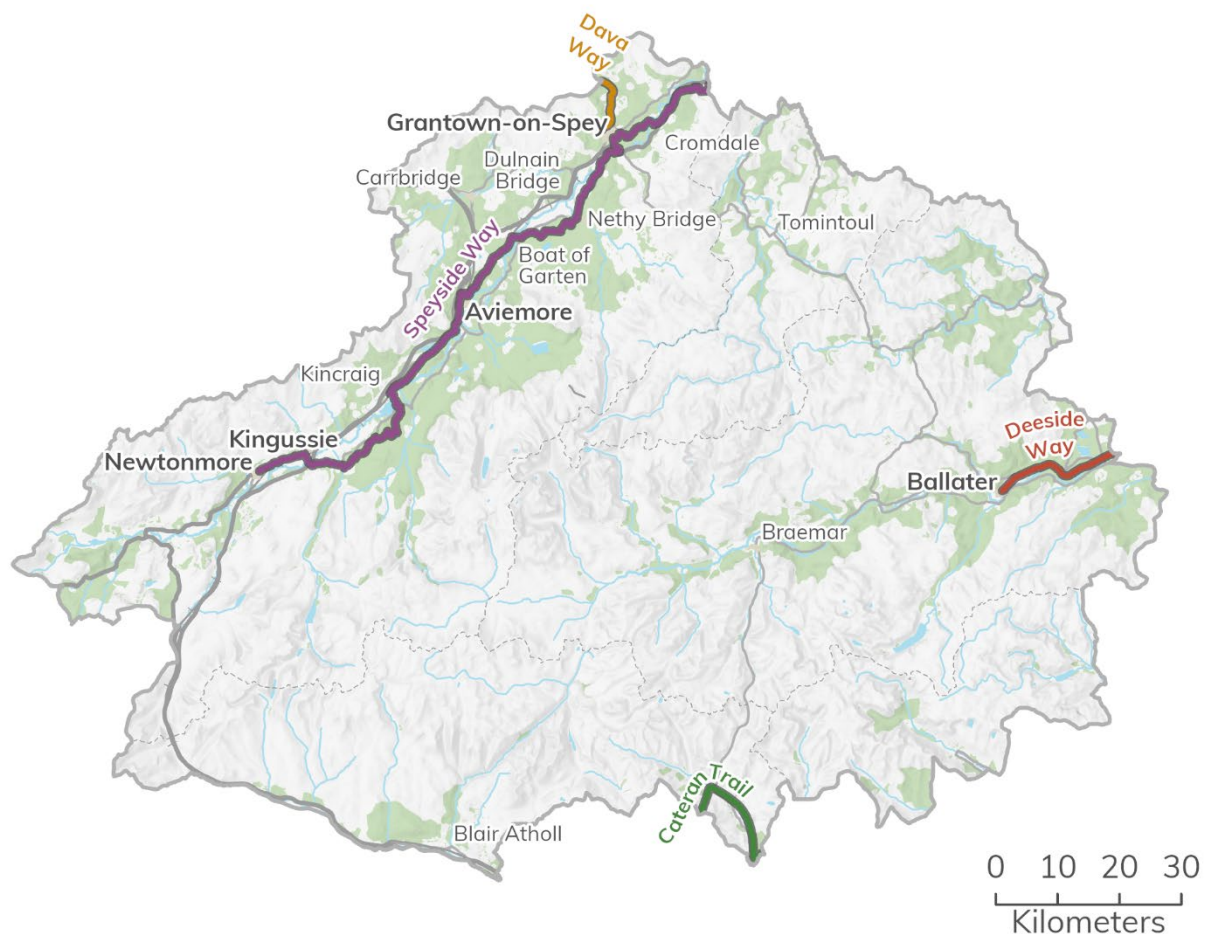 Dava
Way
Grantown-on-Spey
Cromdale
Dulnain
Bridge
Carrbridge
Nethy Bridge
Tomintoul
Speyside Way
Boat of
Garten
Aviemore
Kincraig
Deeside
Way
Kingussie
Newtonmore
Ballater
Braemar
Cateran Trail
Blair Atholl
0 10 20 30
Kilometers